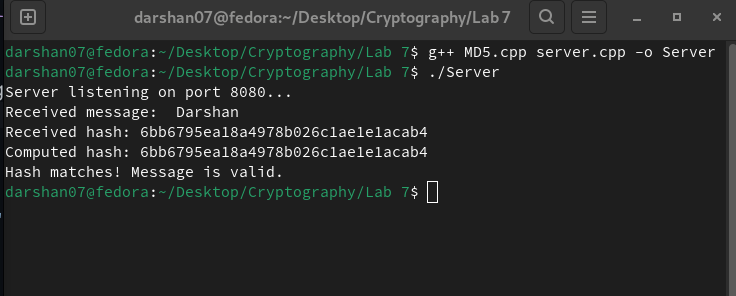 darshan07@fedora:~/Desktop/Cryptography/Lab 7
darshan07@fedora:~/Desktop/Cryptography/Lab 7$ g++ MD5.cpp server.cpp -o Server
darshan07@fedora:~/Desktop/Cryptography/Lab 7$ ./Server
Server listening on port 8080...
Received message:  Darshan
Received hash: 6bb6795ea18a4978b026c1ae1e1acab4
Computed hash: 6bb6795ea18a4978b026c1ae1e1acab4
Hash matches! Message is valid.
darshan07@fedora:~/Desktop/Cryptography/Lab 7$